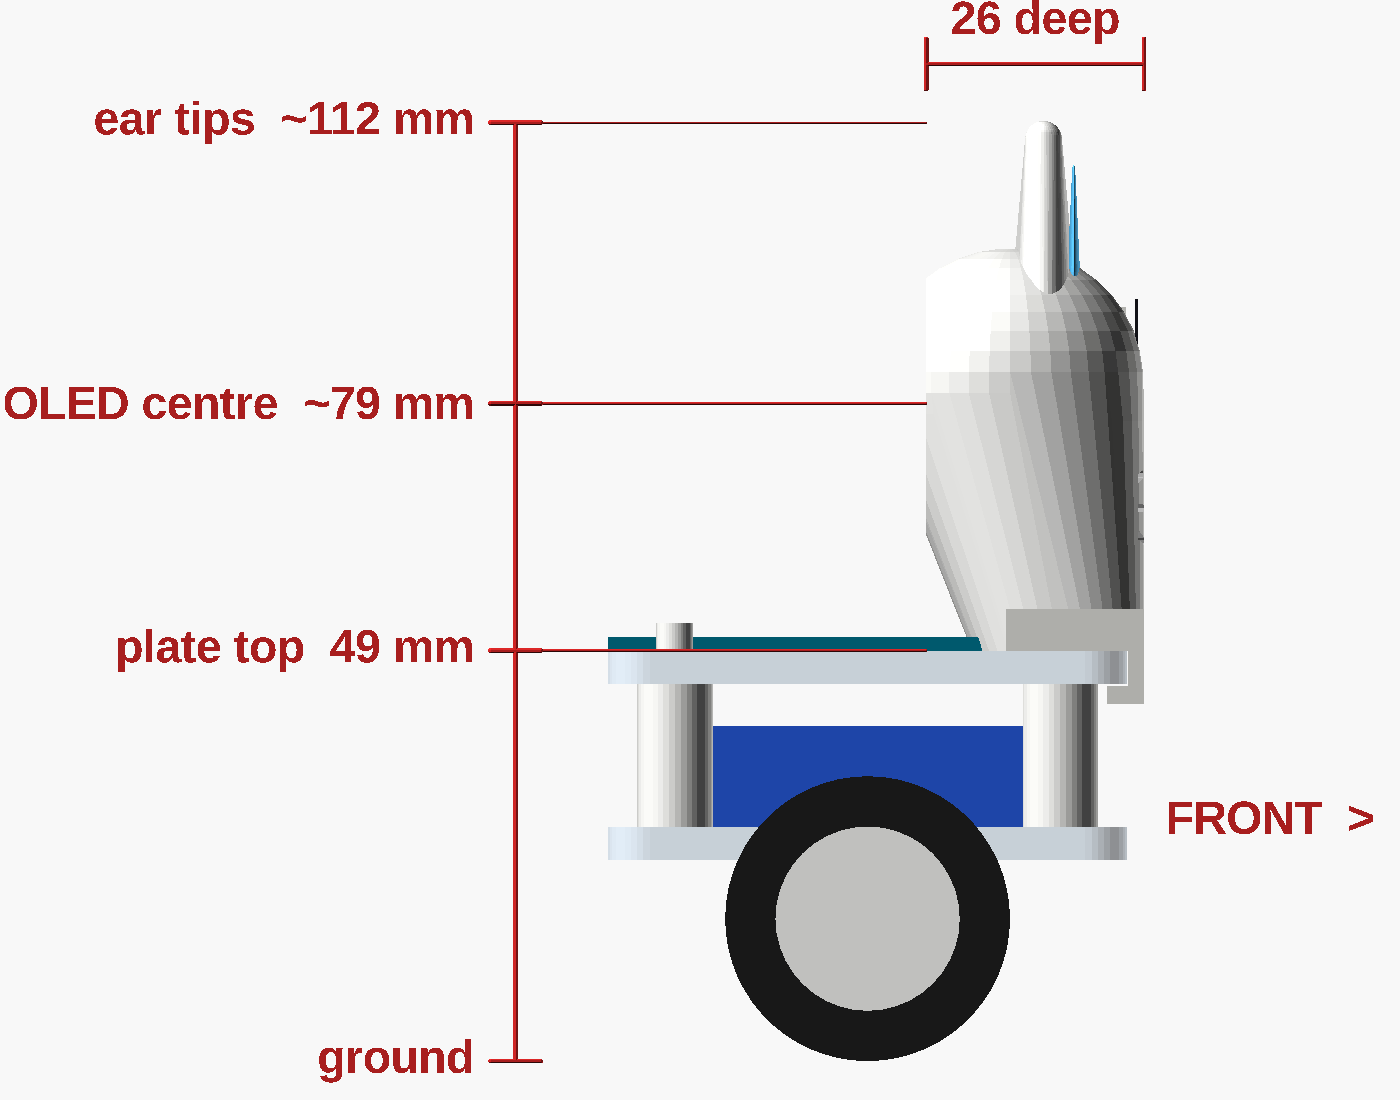 26 deep
ear tips ~112 mm
OLED centre ~79 mm
plate top 49 mm
FRONT >
ground